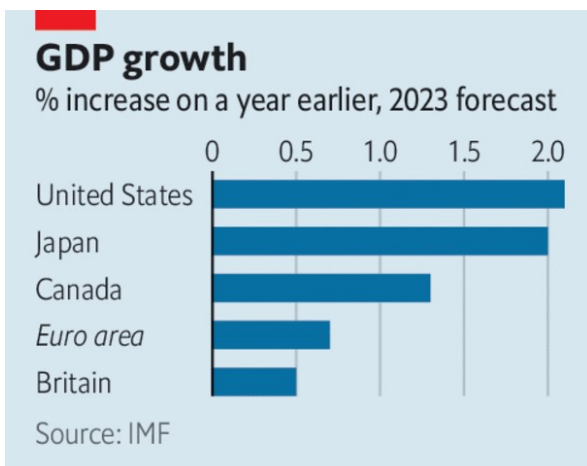 GDP growth
% increase on a year earlier, 2023 forecast
0 0.5 1.0 1.5 2.0
United States
Japan
Canada
Euro area
Britain
Source: IMF